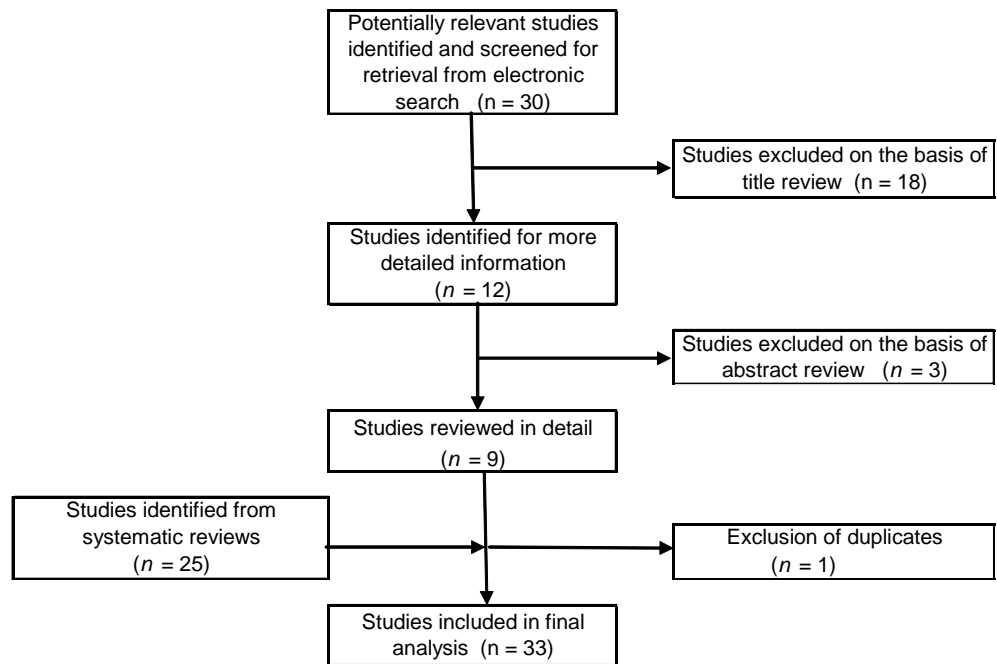 Potentially relevant studies
identified and screened for
retrieval from electronic
search (n = 30)
Studies excluded on the basis of
title review (n = 18)
Studies identified for more
detailed information
(n = 12)
Studies excluded on the basis of
abstract review (n = 3)
Studies reviewed in detail
(n = 9)
Studies identified from
systematic reviews
(n = 25)
Exclusion of duplicates
(n = 1)
Studies included in final
analysis (n = 33)